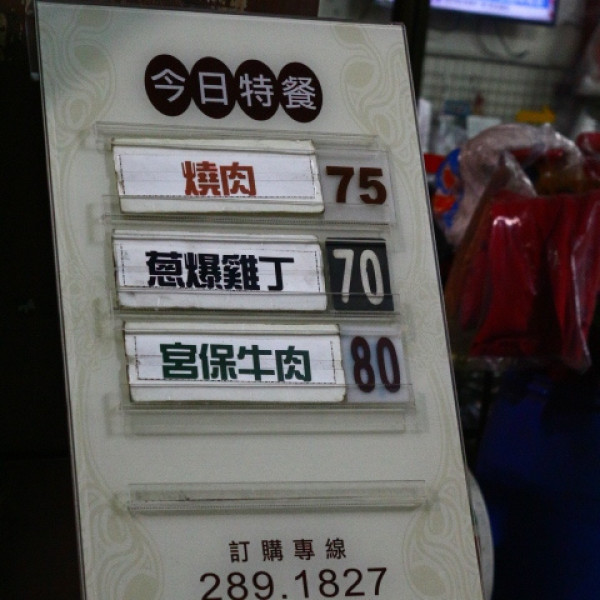 今日特餐
燒肉 75
蔥爆雞丁 70
宮保牛肉 80
訂購專線
289.1827